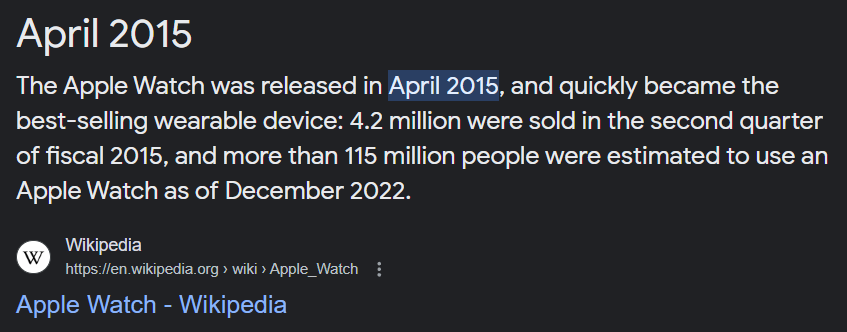 April 2015
The Apple Watch was released in April 2015, and quickly became the
best-selling wearable device: 4.2 million were sold in the second quarter
of fiscal 2015, and more than 115 million people were estimated to use an
Apple Watch as of December 2022.
W
Wikipedia
https://en.wikipedia.org › wiki › Apple_Watch
Apple Watch - Wikipedia